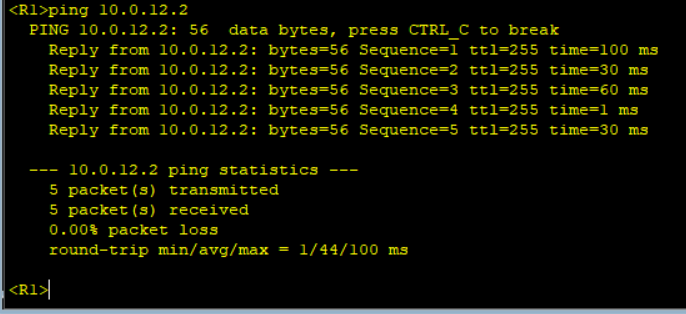 <R1>ping 10.0.12.2
PING 10.0.12.2: 56  data bytes, press CTRL_C to break
Reply from 10.0.12.2: bytes=56 Sequence=1 ttl=255 time=100 ms
Reply from 10.0.12.2: bytes=56 Sequence=2 ttl=255 time=30 ms
Reply from 10.0.12.2: bytes=56 Sequence=3 ttl=255 time=60 ms
Reply from 10.0.12.2: bytes=56 Sequence=4 ttl=255 time=1 ms
Reply from 10.0.12.2: bytes=56 Sequence=5 ttl=255 time=30 ms
--- 10.0.12.2 ping statistics ---
5 packet(s) transmitted
5 packet(s) received
0.00% packet loss
round-trip min/avg/max = 1/44/100 ms
<R1>